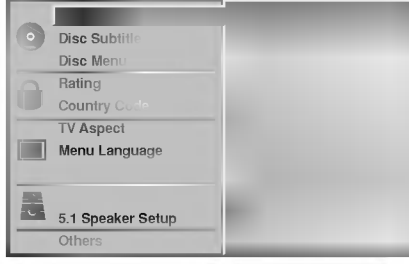 Disc Subtitle
Disc Menu
Rating
Country Code
TV Aspect
Menu Language
5.1 Speaker Setup
Others